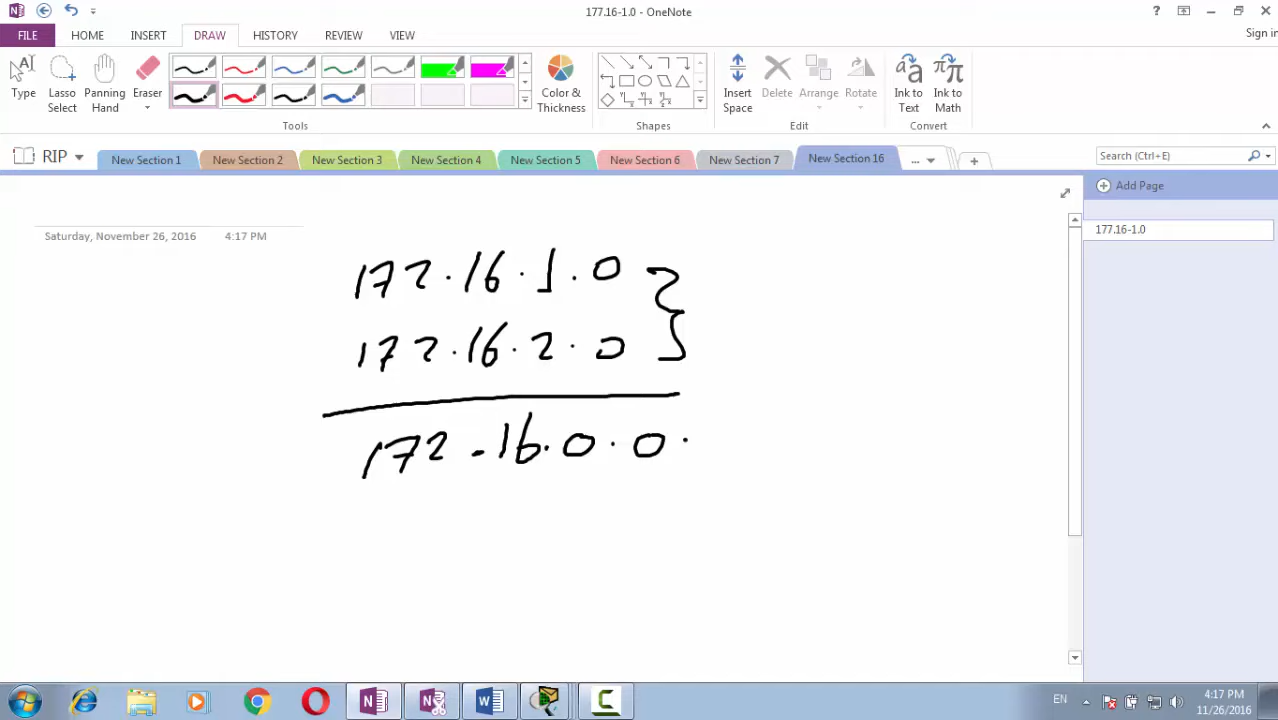 177.16-1.0 - OneNote
?
Sign in
FILE HOME INSERT DRAW HISTORY REVIEW VIEW
Type
Lasso Select
Panning Hand
Eraser
Color & Thickness
Insert Space
Delete
Arrange
Rotate
Ink to Text
Ink to Math
Tools
Shapes
Edit
Convert
RIP New Section 1 New Section 2 New Section 3 New Section 4 New Section 5 New Section 6 New Section 7 New Section 16 ... Search (Ctrl+E)
Add Page
177.16-1.0
Saturday, November 26, 2016 4:17 PM
172.16.1.0
172.16.2.0
172.16.0.0.
EN 4:17 PM
11/26/2016